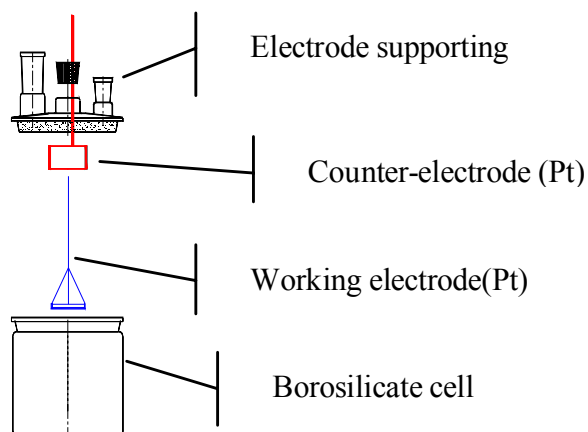 Electrode supporting
Counter-electrode (Pt)
Working electrode(Pt)
Borosilicate cell